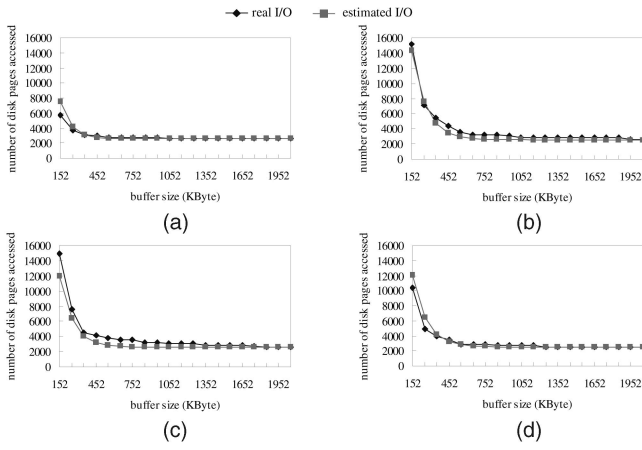 real I/O estimated I/O
number of disk pages accessed
16000
14000
12000
10000
8000
6000
4000
2000
0
152 452 752 1052 1352 1652 1952
buffer size (KByte)
(a)
number of disk pages accessed
16000
14000
12000
10000
8000
6000
4000
2000
0
152 452 752 1052 1352 1652 1952
buffer size (KByte)
(b)
number of disk pages accessed
16000
14000
12000
10000
8000
6000
4000
2000
0
152 452 752 1052 1352 1652 1952
buffer size (KByte)
(c)
number of disk pages accessed
16000
14000
12000
10000
8000
6000
4000
2000
0
152 452 752 1052 1352 1652 1952
buffer size (KByte)
(d)